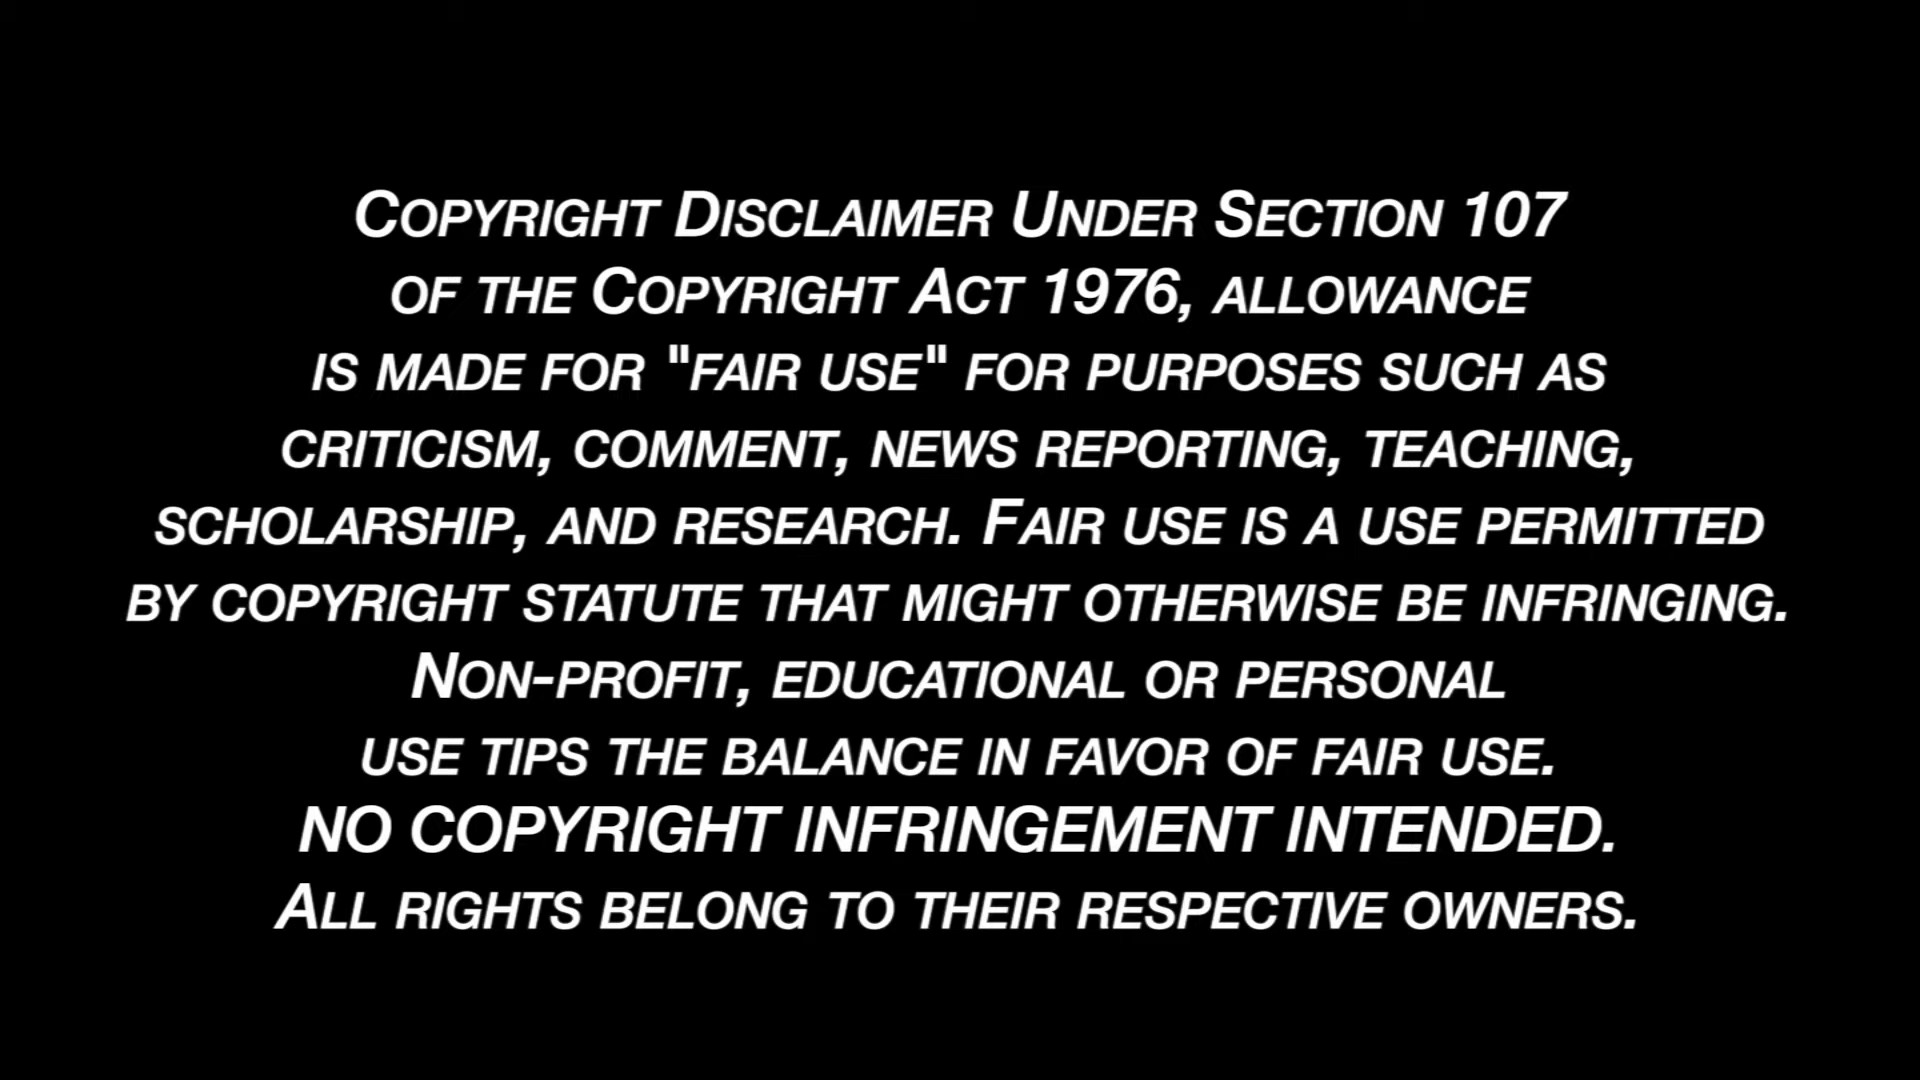 Copyright Disclaimer Under Section 107
of the Copyright Act 1976, allowance
is made for "fair use" for purposes such as
criticism, comment, news reporting, teaching,
scholarship, and research. Fair use is a use permitted
by copyright statute that might otherwise be infringing.
Non-profit, educational or personal
use tips the balance in favor of fair use.
NO COPYRIGHT INFRINGEMENT INTENDED.
All rights belong to their respective owners.